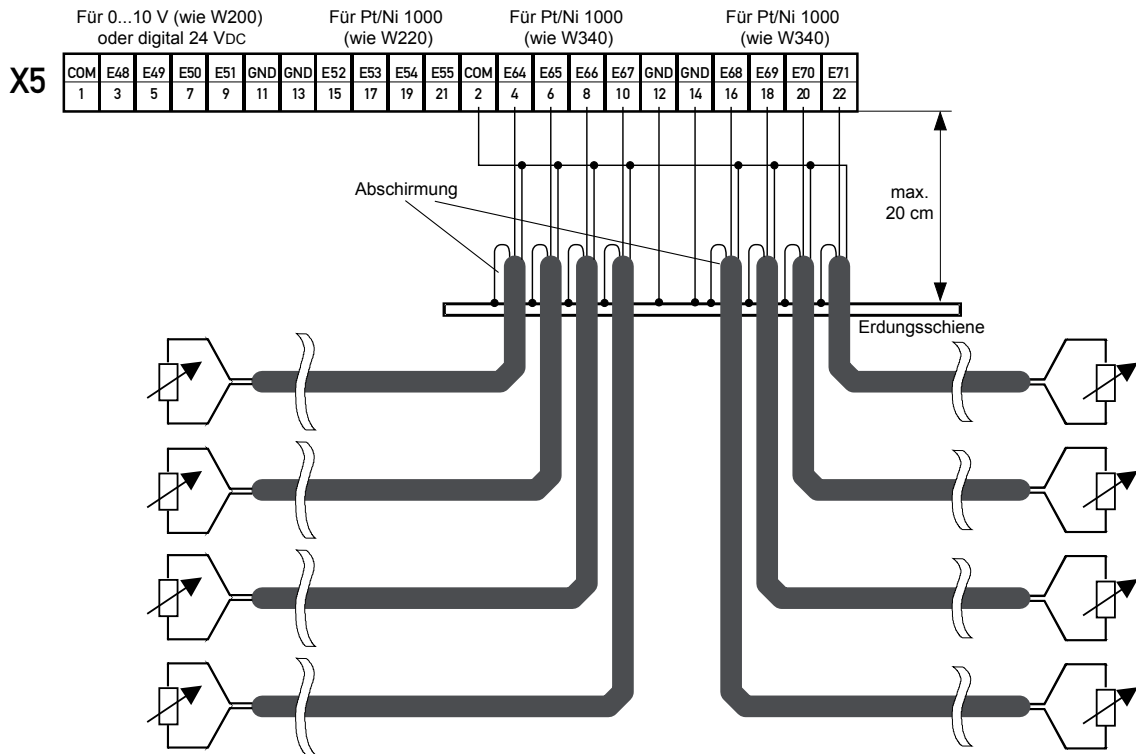 Für 0...10 V (wie W200)
oder digital 24 VDC
Für Pt/Ni 1000
(wie W220)
Für Pt/Ni 1000
(wie W340)
Für Pt/Ni 1000
(wie W340)
X5
COM E48 E49 E50 E51 GND GND E52 E53 E54 E55 COM E64 E65 E66 E67 GND GND E68 E69 E70 E71
1 3 5 7 9 11 13 15 17 19 21 2 4 6 8 10 12 14 16 18 20 22
Abschirmung
max.
20 cm
Erdungsschiene